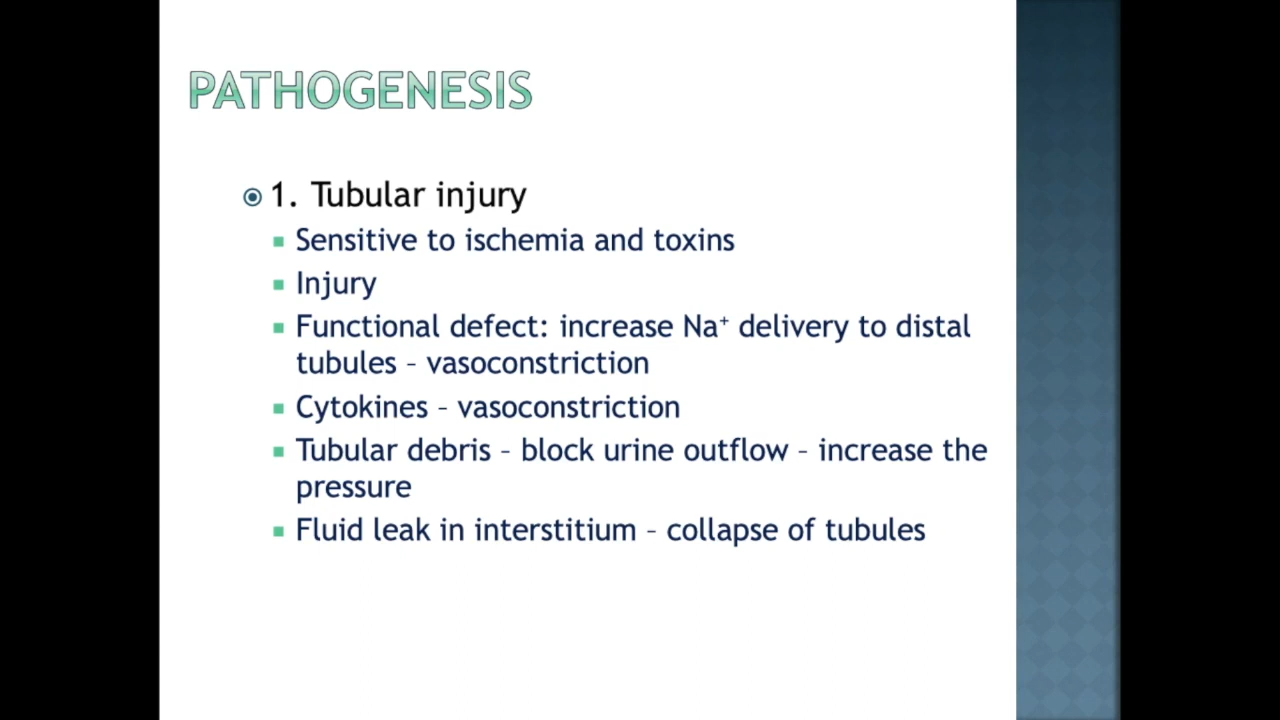 PATHOGENESIS
1. Tubular injury
Sensitive to ischemia and toxins
Injury
Functional defect: increase Na⁺ delivery to distal
tubules – vasoconstriction
Cytokines – vasoconstriction
Tubular debris – block urine outflow – increase the
pressure
Fluid leak in interstitium – collapse of tubules